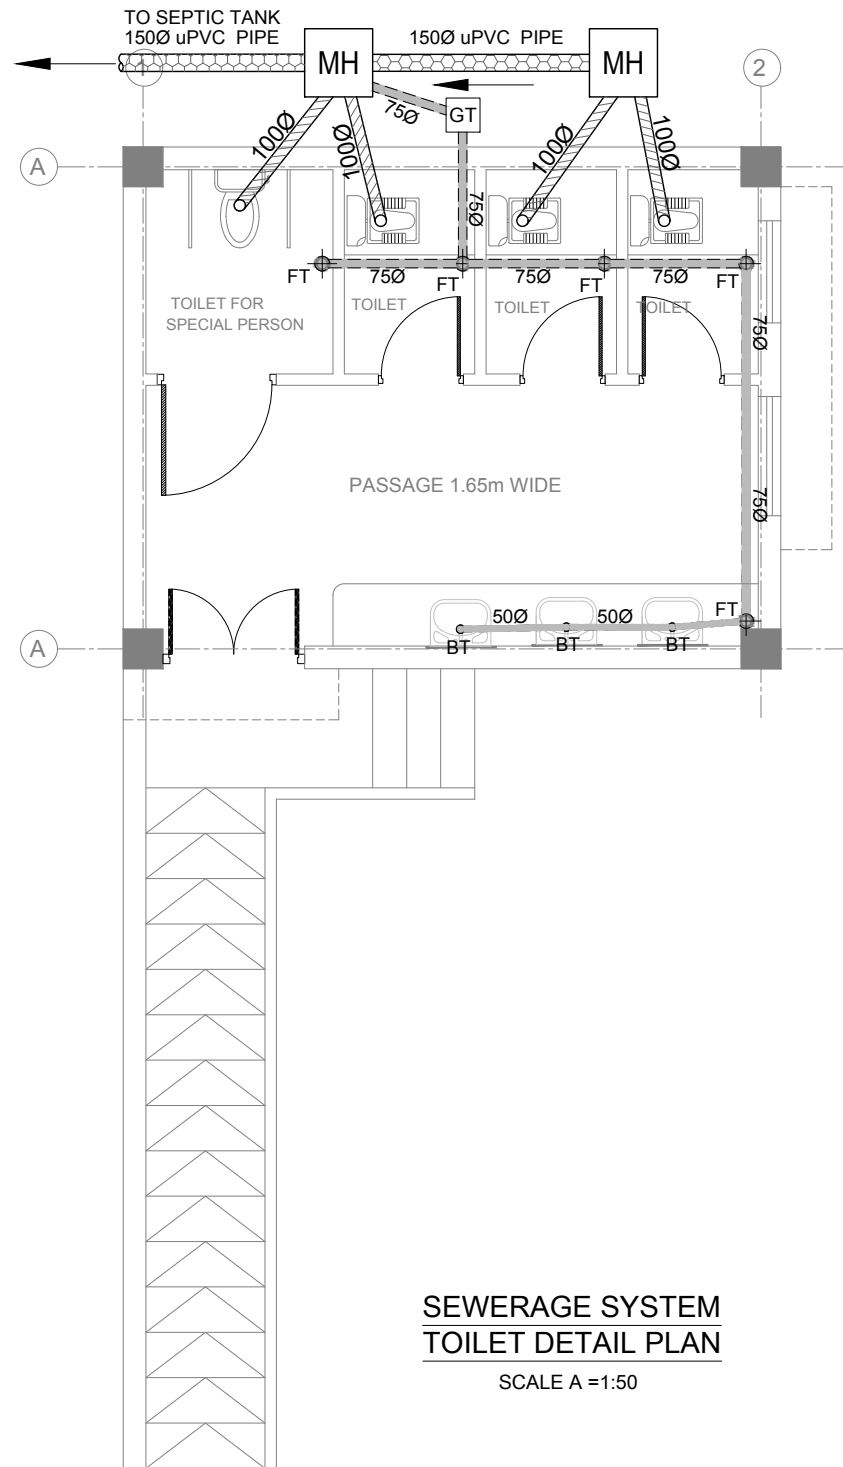 TO SEPTIC TANK
150Ø uPVC PIPE
150Ø uPVC PIPE
1
MH
MH
2
75Ø
GT
100Ø
100Ø
100Ø
100Ø
A
75Ø
FT
75Ø
FT
75Ø
FT
75Ø
FT
TOILET FOR
SPECIAL PERSON
TOILET
TOILET
TOILET
75Ø
PASSAGE 1.65m WIDE
75Ø
50Ø
50Ø
FT
A
BT
BT
BT
SEWERAGE SYSTEM
TOILET DETAIL PLAN
SCALE A =1:50